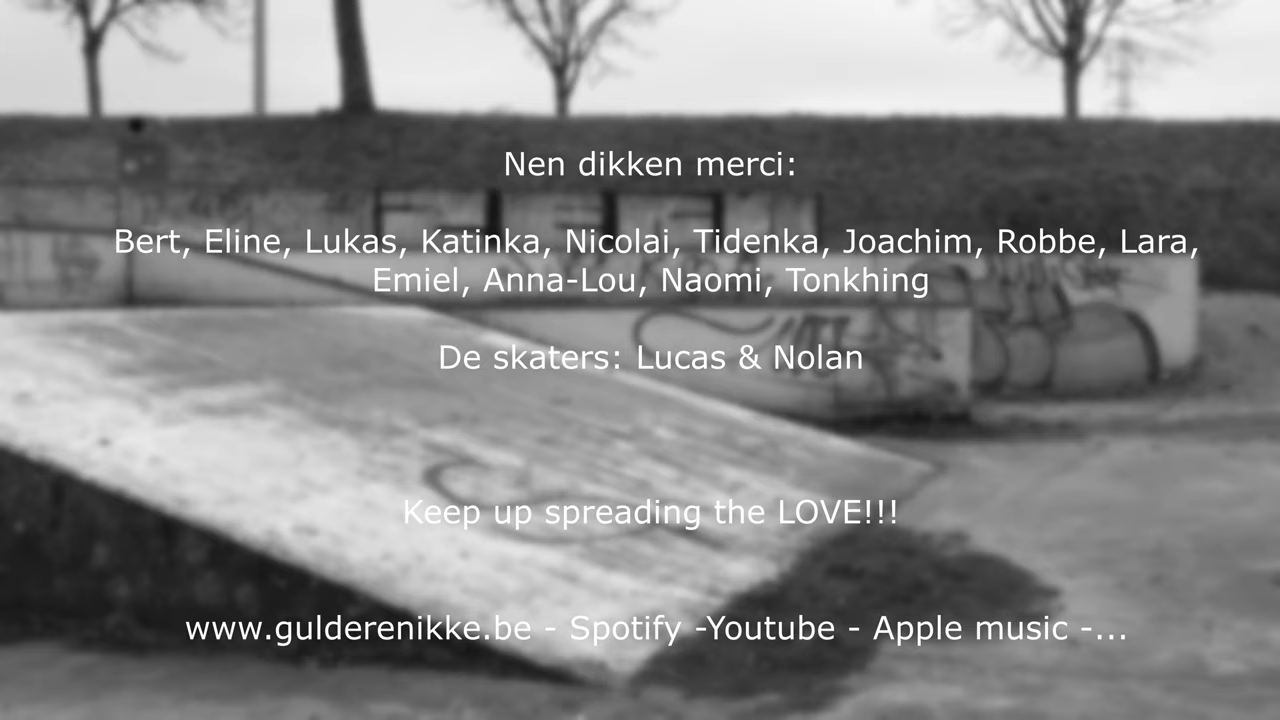 Nen dikken merci:
Bert, Eline, Lukas, Katinka, Nicolai, Tidenka, Joachim, Robbe, Lara,
Emiel, Anna-Lou, Naomi, Tonkhing
De skaters: Lucas & Nolan
Keep up spreading the LOVE!!!
www.gulderenikke.be - Spotify -Youtube - Apple music -...